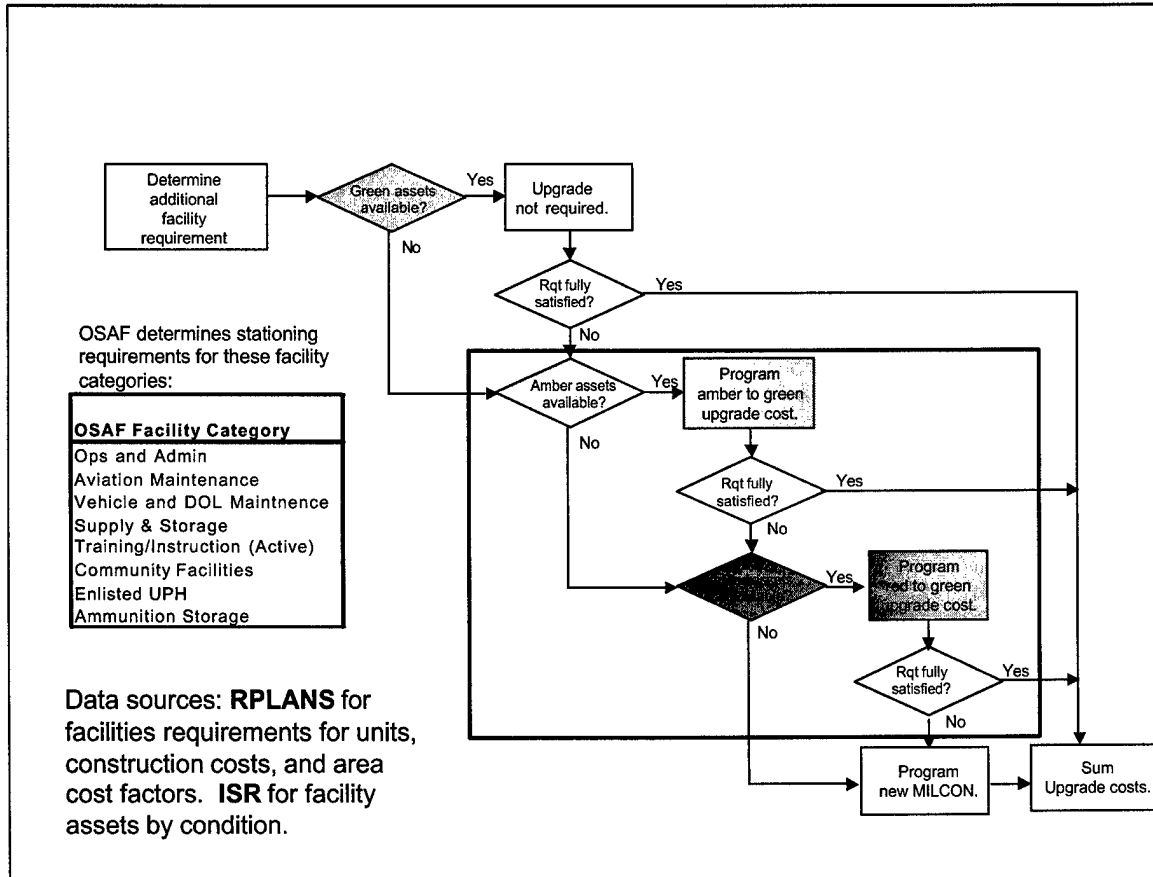 Determine
additional
facility
requirement
Green assets
available?
Yes
No
Upgrade
not required.
Rqt fully
satisfied?
Yes
No
OSAF determines stationing
requirements for these facility
categories:
OSAF Facility Category
Ops and Admin
Aviation Maintenance
Vehicle and DOL Maintnence
Supply & Storage
Training/Instruction (Active)
Community Facilities
Enlisted UPH
Ammunition Storage
Amber assets
available?
Yes
No
Program
amber to green
upgrade cost.
Rqt fully
satisfied?
Yes
No
Yes
No
Program
red to green
upgrade cost.
Rqt fully
satisfied?
Yes
No
Program
new MILCON.
Sum
Upgrade costs.
Data sources: RPLANS for
facilities requirements for units,
construction costs, and area
cost factors. ISR for facility
assets by condition.